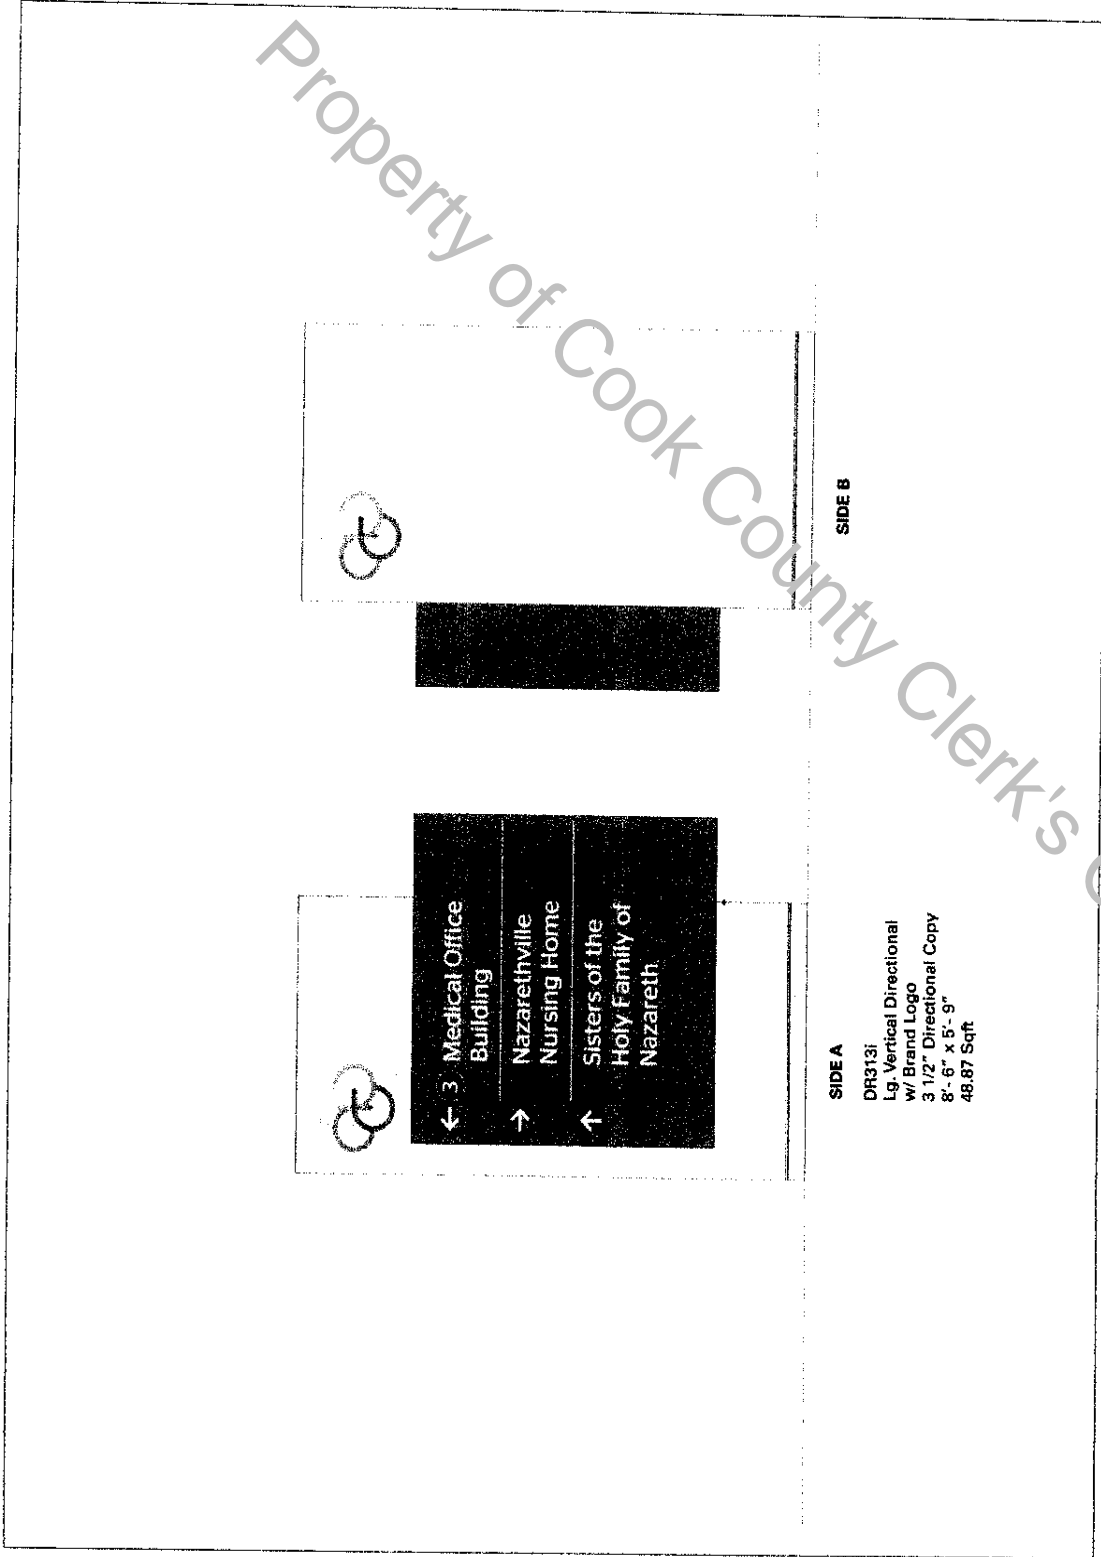 3 Medical Office
Building
Nazarethville
Nursing Home
Sisters of the
Holy Family of
Nazareth
SIDE A
DR313i
Lg. Vertical Directional
w/ Brand Logo
3 1/2" Directional Copy
8'- 6" x 5'- 9"
48.87 Sqft
SIDE B
Property of Cook County Clerk's